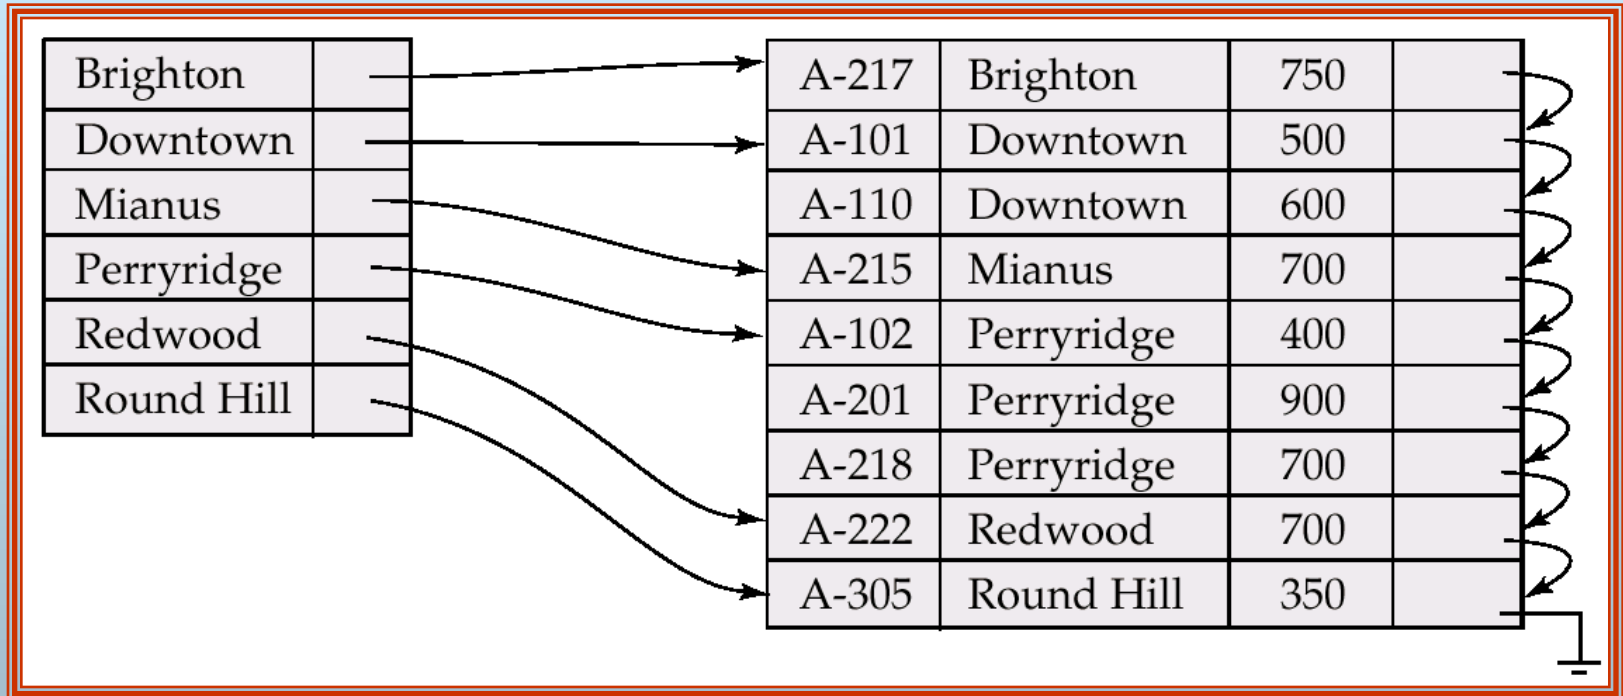 Brighton
Downtown
Mianus
Perryridge
Redwood
Round Hill
A-217 Brighton 750
A-101 Downtown 500
A-110 Downtown 600
A-215 Mianus 700
A-102 Perryridge 400
A-201 Perryridge 900
A-218 Perryridge 700
A-222 Redwood 700
A-305 Round Hill 350